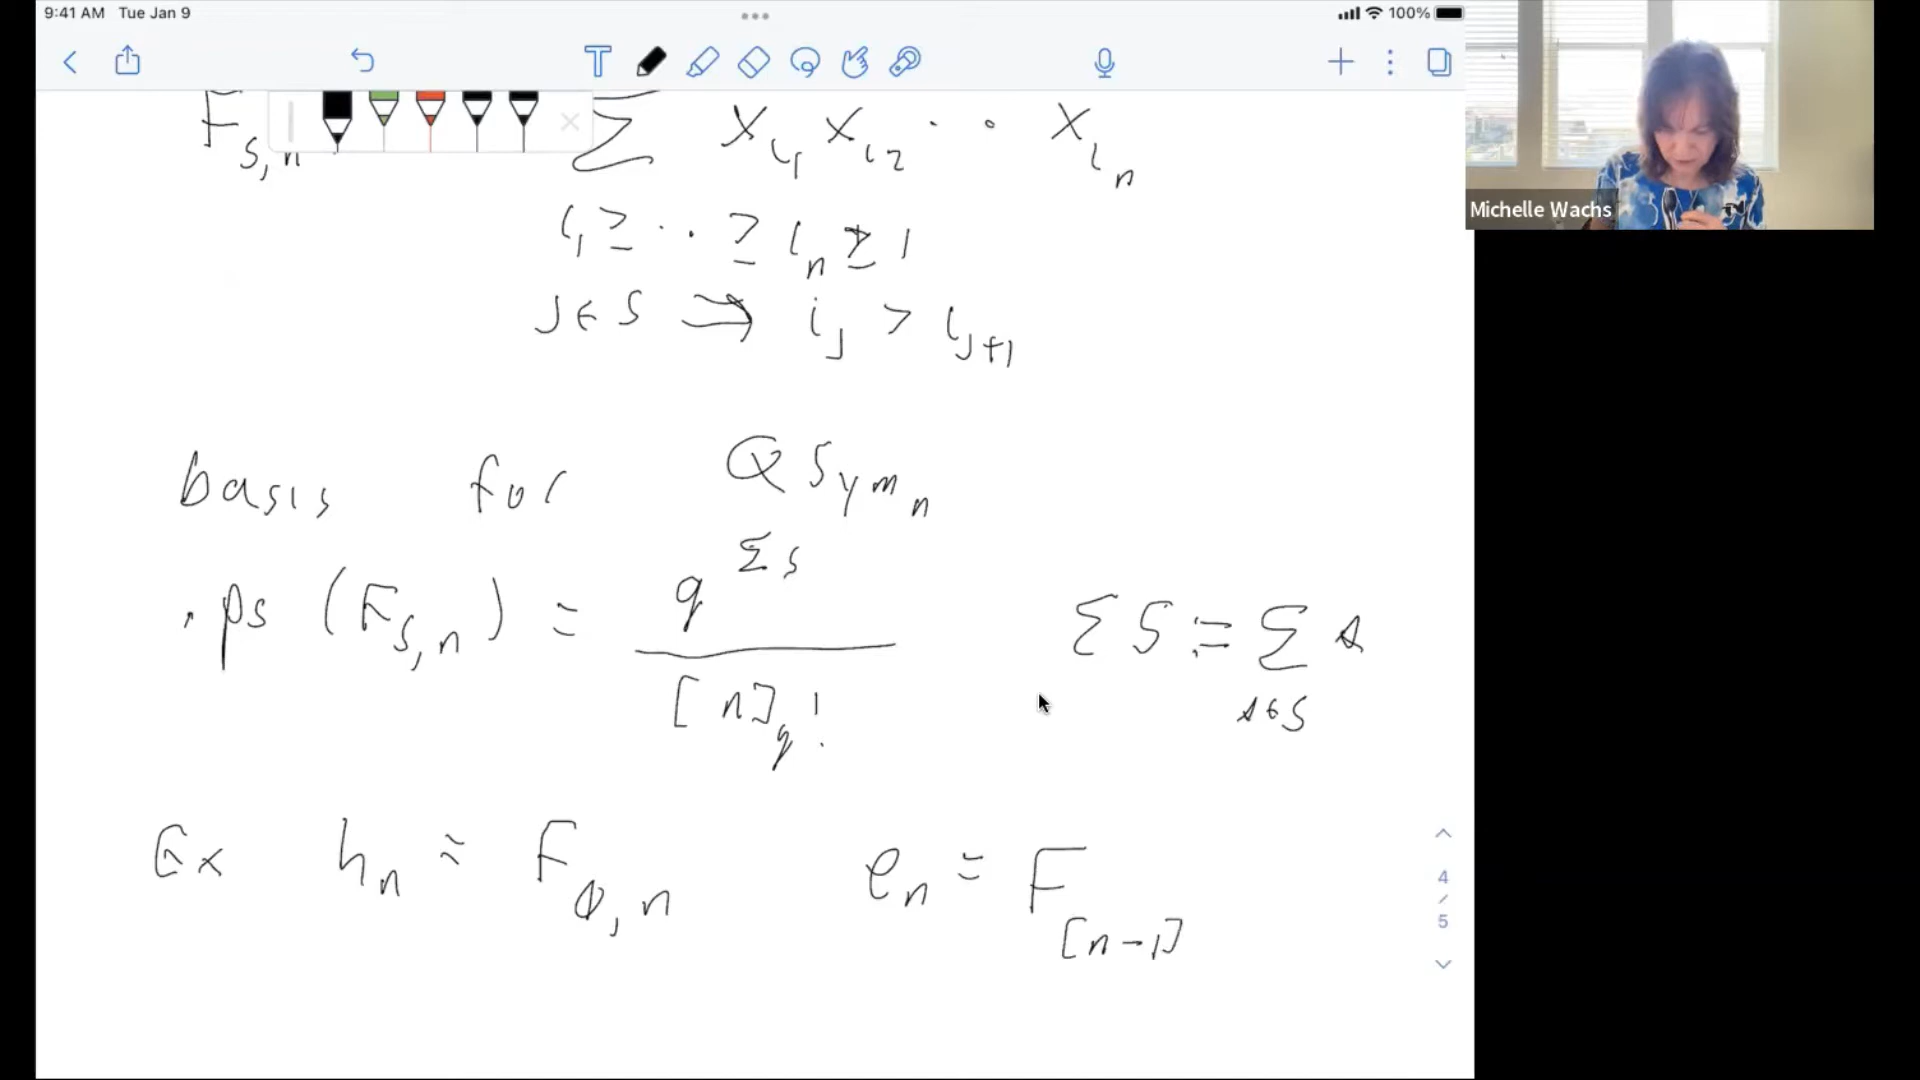 9:41 AM Tue Jan 9
100%
F_{S,n} Σ x_{i_1} x_{i_2} · · x_{i_n}
i_1 ≥ · · ≥ i_n ≥ 1
j ∈ S ⇒ i_j > i_{j+1}
Michelle Wachs
basis for QSym_n
· ps (F_{S,n}) = q^{ΣS} / [n]_q! ΣS := Σ_{s∈S} s
Ex h_n = F_{∅,n} e_n = F_{[n-1]}
4
/
5